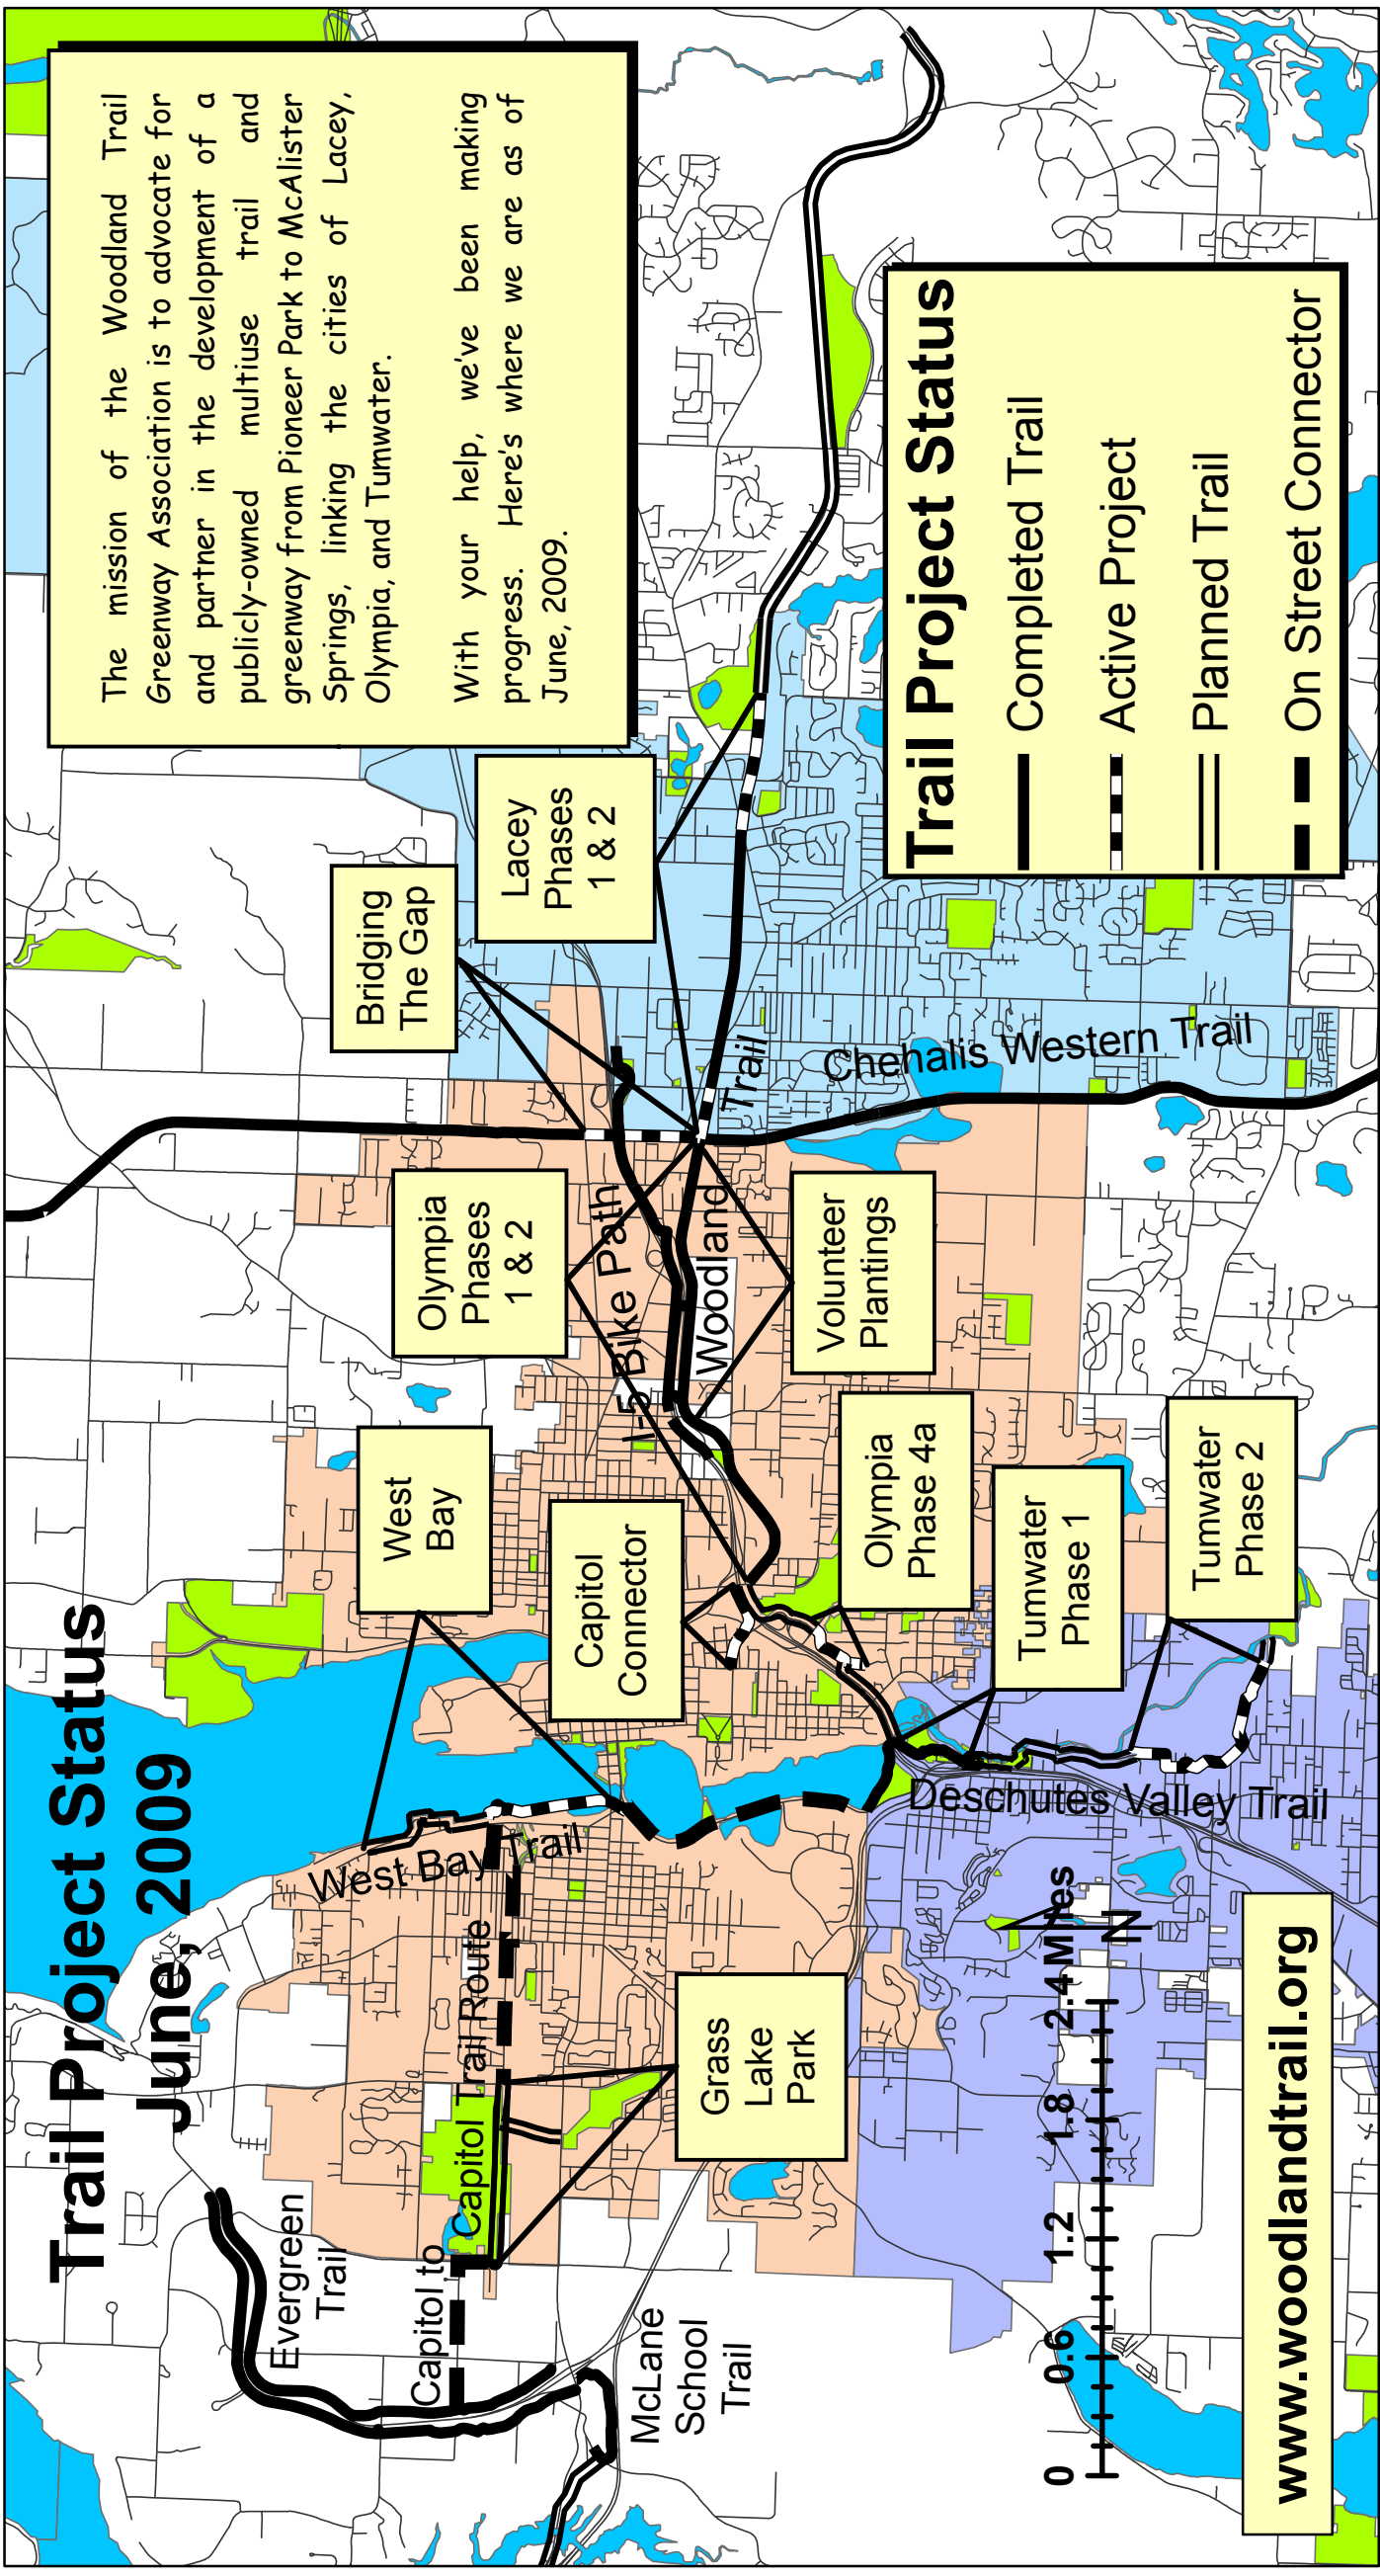 Trail Project Status
June, 2009
The mission of the Woodland Trail
Greenway Association is to advocate for
and partner in the development of a
publicly-owned multiuse trail and
greenway from Pioneer Park to McAlister
Springs, linking the cities of Lacey,
Olympia, and Tumwater.
With your help, we've been making
progress. Here's where we are as of
June, 2009.
Bridging
The Gap
Lacey
Phases
1 & 2
West
Bay
Olympia
Phases
1 & 2
Capitol
Connector
Evergreen
Trail
West Bay Trail
Capitol to
Capitol Trail Route
I-5 Bike Path
Woodland
Trail
McLane
School
Trail
Grass
Lake
Park
Volunteer
Plantings
Olympia
Phase 4a
Tumwater
Phase 1
Tumwater
Phase 2
Chehalis Western Trail
Deschutes Valley Trail
Trail Project Status
Completed Trail
Active Project
Planned Trail
On Street Connector
N
0 0.6 1.2 1.8 2.4 Miles
www.woodlandtrail.org